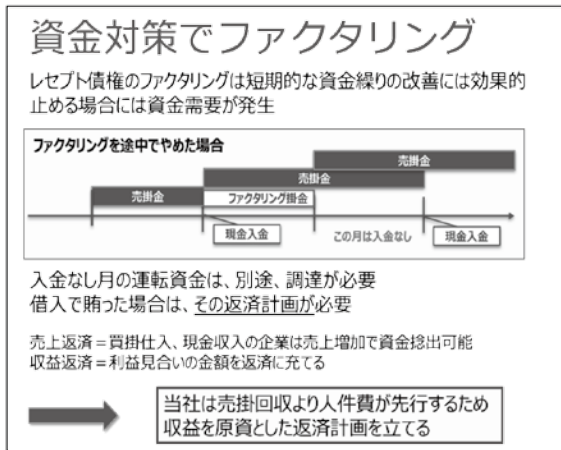 資金対策でファクタリング
レセプト債権のファクタリングは短期的な資金繰りの改善には効果的
止める場合には資金需要が発生
ファクタリングを途中でやめた場合
売掛金
売掛金
売掛金
ファクタリング掛金
現金入金
この月は入金なし
現金入金
入金なし月の運転資金は、別途、調達が必要
借入で賄った場合は、その返済計画が必要
売上返済＝買掛仕入、現金収入の企業は売上増加で資金捻出可能
収益返済＝利益見合いの金額を返済に充てる
当社は売掛回収より人件費が先行するため
収益を原資とした返済計画を立てる